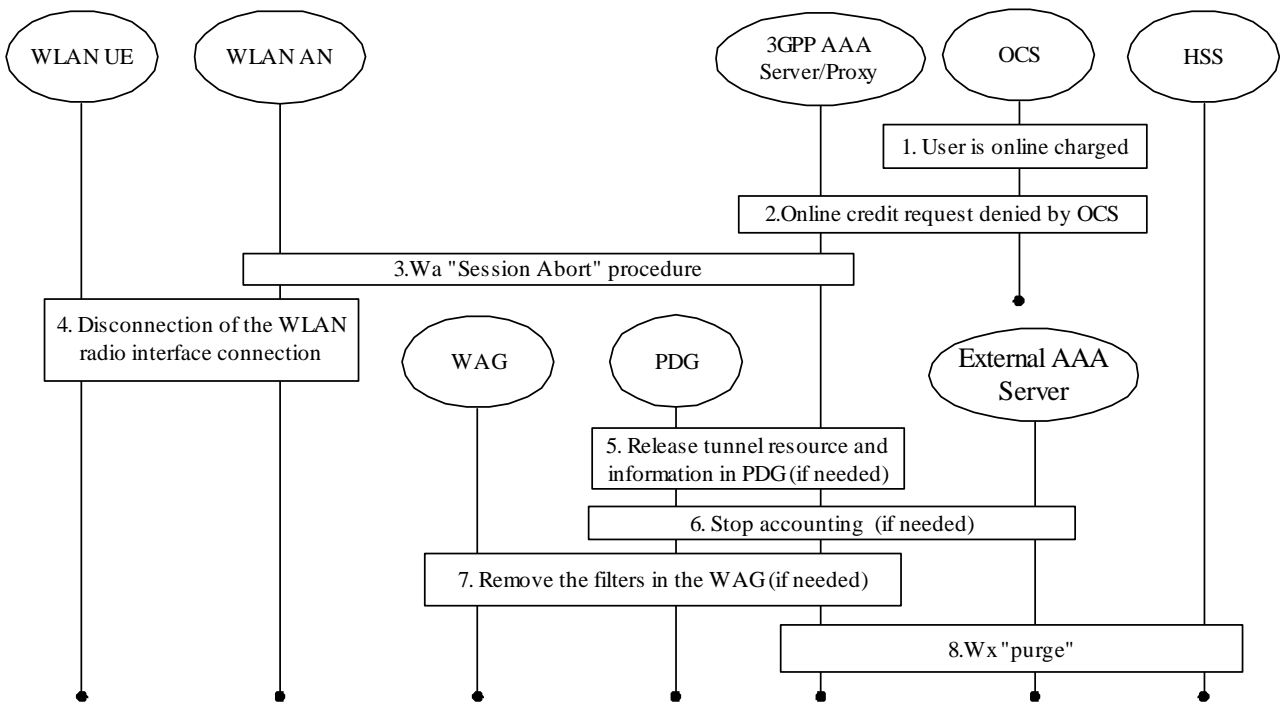 WLAN UE
WLAN AN
3GPP AAA
Server/Proxy
OCS
HSS
1. User is online charged
2.Online credit request denied by OCS
3.Wa "Session Abort" procedure
4. Disconnection of the WLAN
radio interface connection
WAG
PDG
External AAA
Server
5. Release tunnel resource and
information in PDG (if needed)
6. Stop accounting (if needed)
7. Remove the filters in the WAG (if needed)
8.Wx "purge"